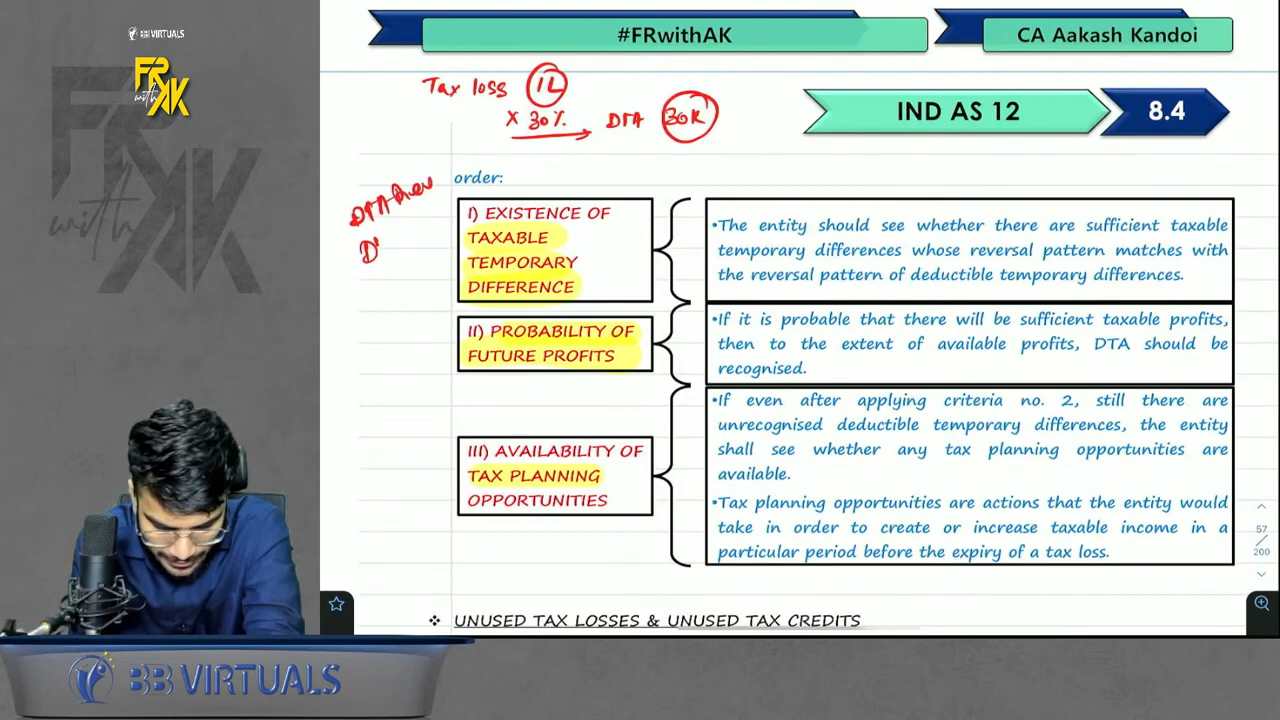 BB VIRTUALS
FR
with
AK
FR
with
AK
#FRwithAK
CA Aakash Kandoi
Tax loss 1L
x 30% DTA 30K
IND AS 12
8.4
order:
I) EXISTENCE OF
TAXABLE
TEMPORARY
DIFFERENCE
•The entity should see whether there are sufficient taxable
temporary differences whose reversal pattern matches with
the reversal pattern of deductible temporary differences.
II) PROBABILITY OF
FUTURE PROFITS
•If it is probable that there will be sufficient taxable profits,
then to the extent of available profits, DTA should be
recognised.
III) AVAILABILITY OF
TAX PLANNING
OPPORTUNITIES
•If even after applying criteria no. 2, still there are
unrecognised deductible temporary differences, the entity
shall see whether any tax planning opportunities are
available.
•Tax planning opportunities are actions that the entity would
take in order to create or increase taxable income in a
particular period before the expiry of a tax loss.
57
/
200
❖ UNUSED TAX LOSSES & UNUSED TAX CREDITS
BB VIRTUALS